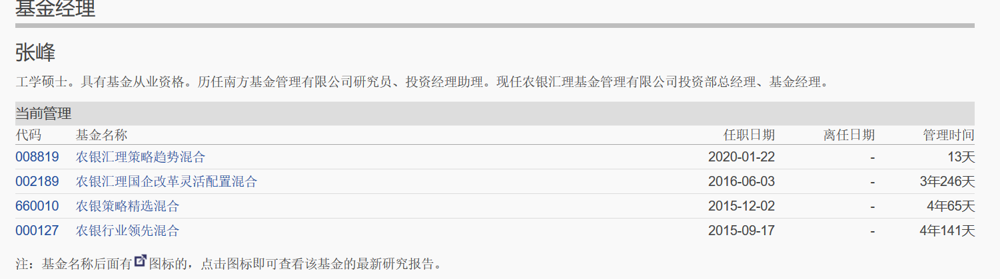 基金经理
张峰
工学硕士。具有基金从业资格。历任南方基金管理有限公司研究员、投资经理助理。现任农银汇理基金管理有限公司投资部总经理、基金经理。
当前管理
代码 基金名称 任职日期 离任日期 管理时间
008819 农银汇理策略趋势混合 2020-01-22 - 13天
002189 农银汇理国企改革灵活配置混合 2016-06-03 - 3年246天
660010 农银策略精选混合 2015-12-02 - 4年65天
000127 农银行业领先混合 2015-09-17 - 4年141天
注：基金名称后面有图标的，点击图标即可查看该基金的最新研究报告。